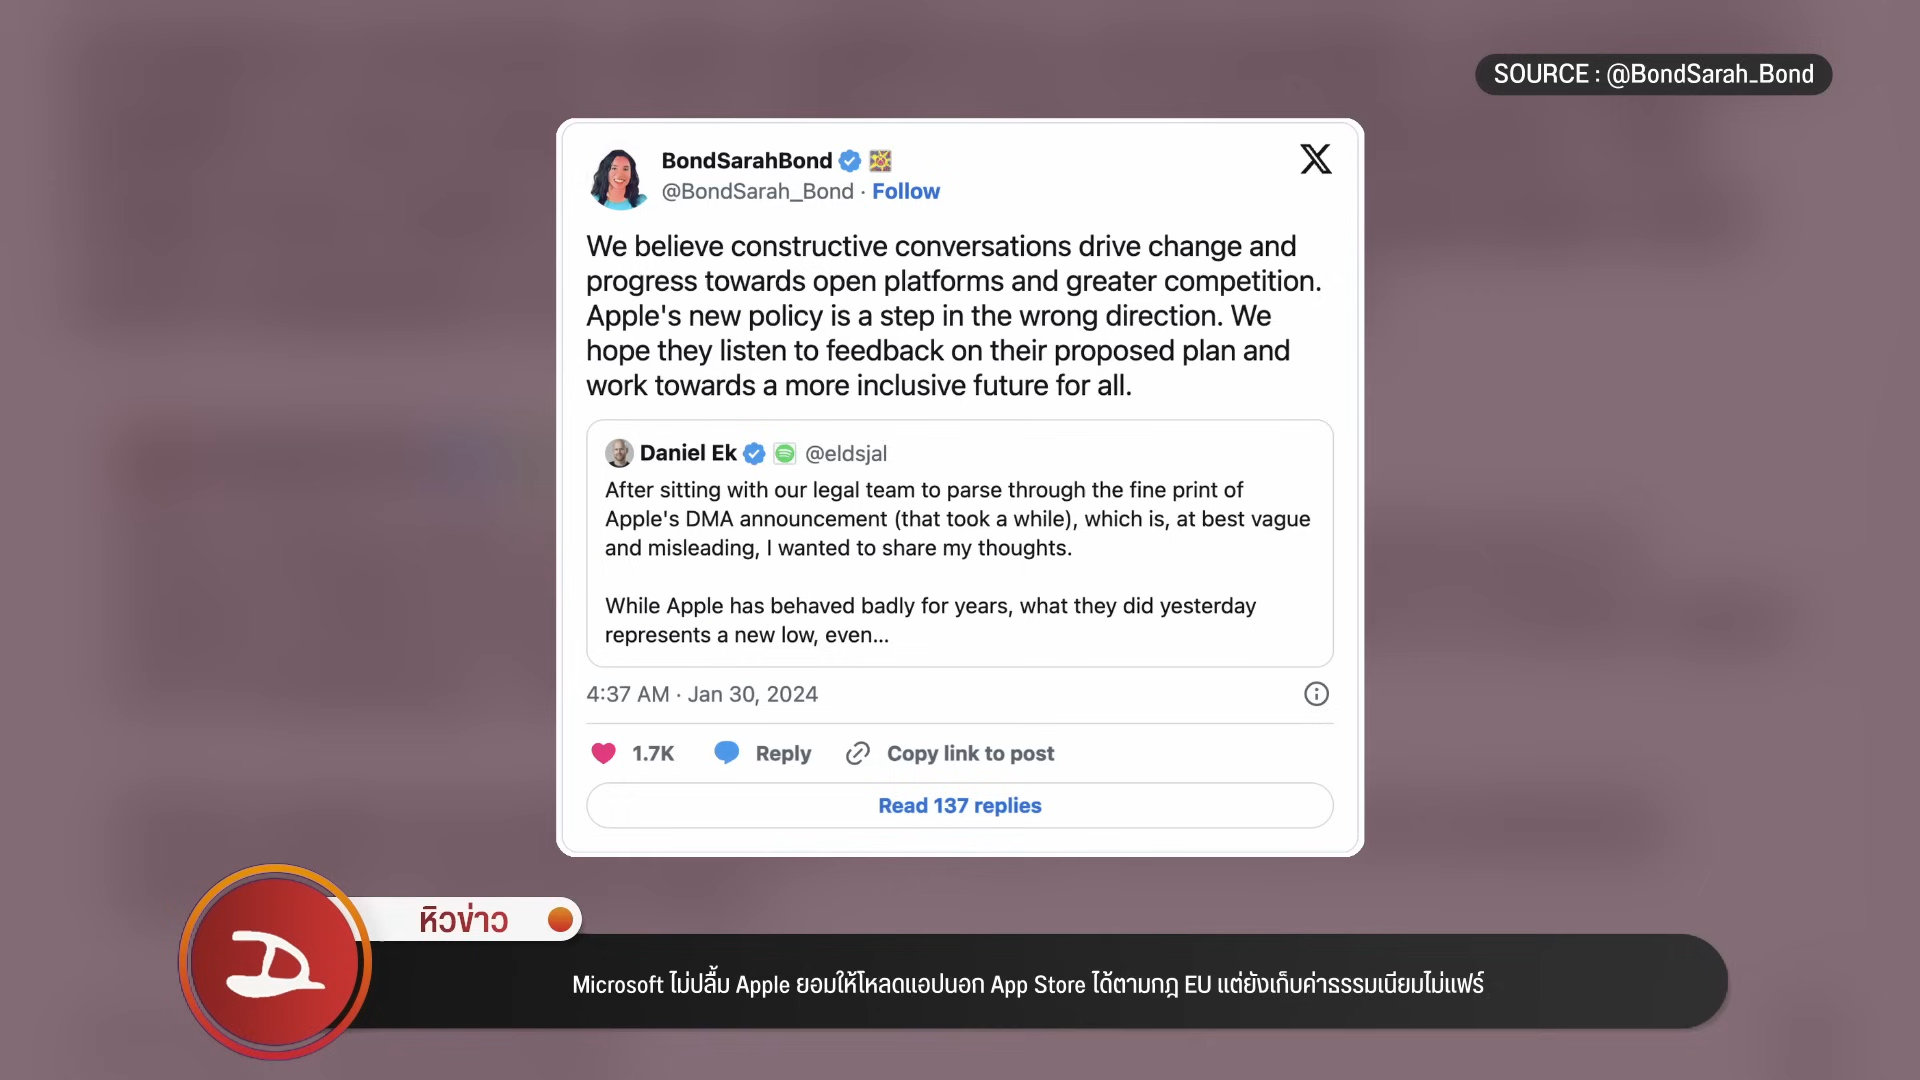 SOURCE : @BondSarah_Bond
BondSarahBond
@BondSarah_Bond · Follow
We believe constructive conversations drive change and
progress towards open platforms and greater competition.
Apple's new policy is a step in the wrong direction. We
hope they listen to feedback on their proposed plan and
work towards a more inclusive future for all.
Daniel Ek @eldsjal
After sitting with our legal team to parse through the fine print of
Apple's DMA announcement (that took a while), which is, at best vague
and misleading, I wanted to share my thoughts.
While Apple has behaved badly for years, what they did yesterday
represents a new low, even...
4:37 AM · Jan 30, 2024
1.7K Reply Copy link to post
Read 137 replies
หิวข่าว
Microsoft ไม่ปลื้ม Apple ยอมให้โหลดแอปนอก App Store ได้ตามกฎ EU แต่ยังเก็บค่าธรรมเนียมไม่แฟร์